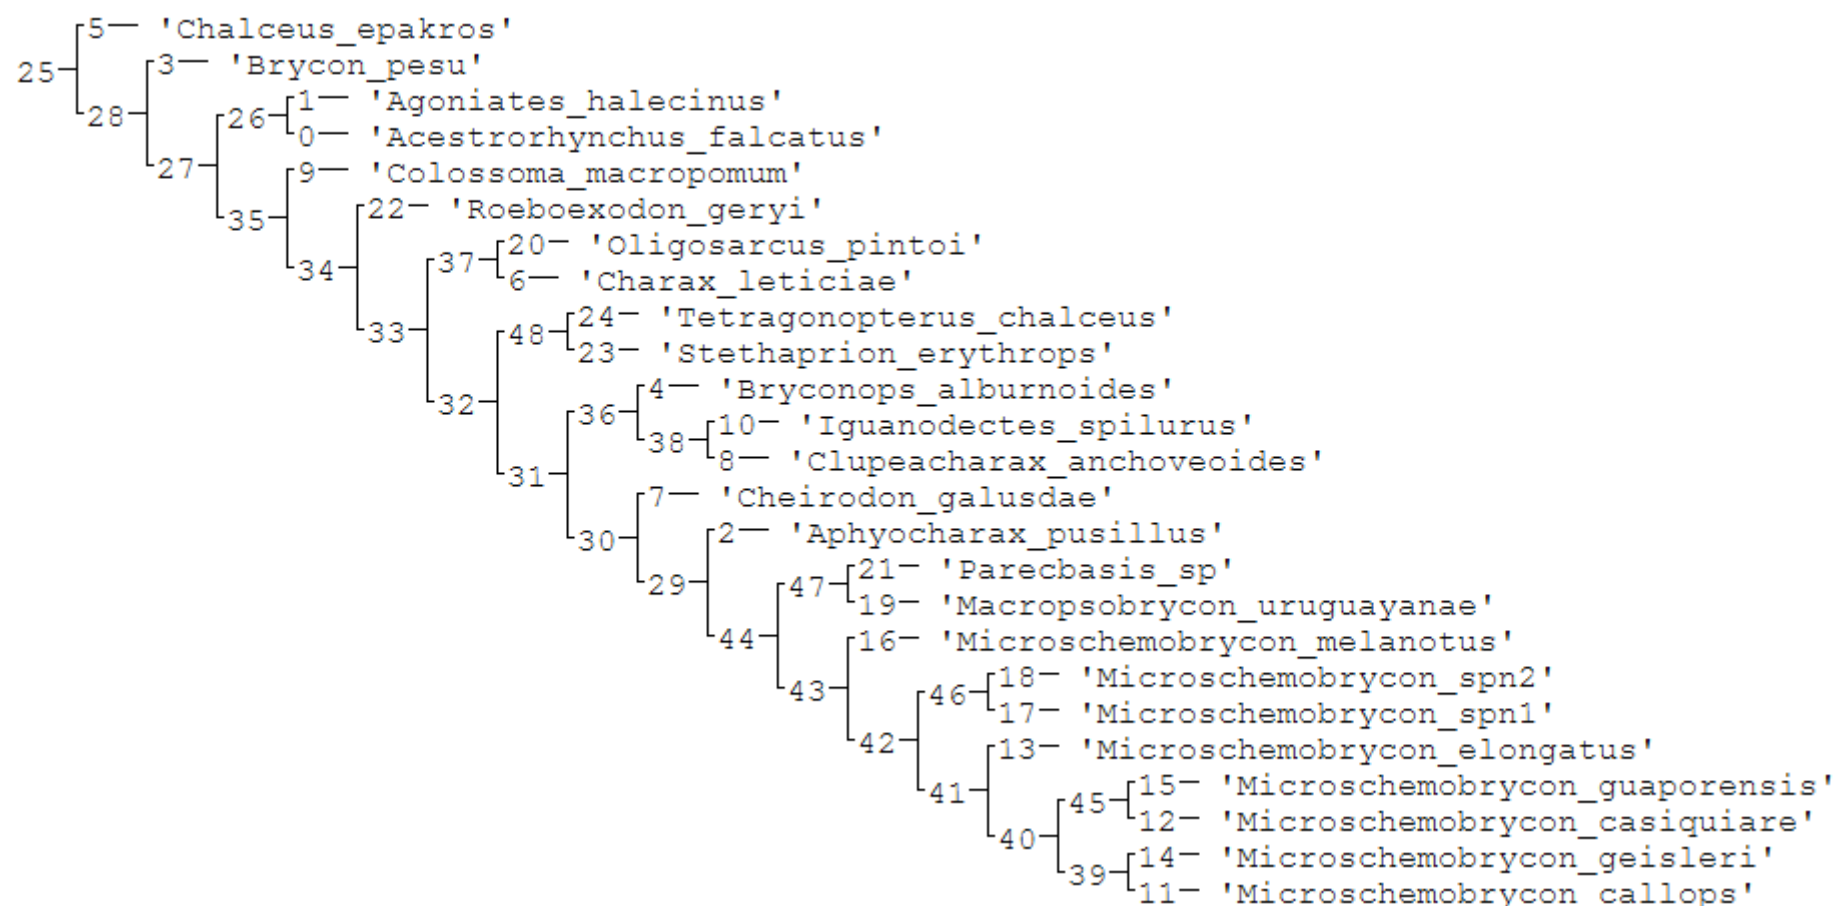 5 'Chalceus_epakros'
25 3 'Brycon_pesu'
28 26 1 'Agoniates_halecinus'
0 'Acestrorhynchus_falcatus'
27 9 'Colossoma_macropomum'
35 22 'Roeboexodon_geryi'
37 20 'Oligosarcus_pintoi'
34 6 'Charax_leticiae'
33 48 24 'Tetragonopterus_chalceus'
23 'Stethaprion_erythrops'
32 36 4 'Bryconops_alburnoides'
38 10 'Iguanodectes_spilurus'
31 8 'Clupeacharax_anchoveoides'
7 'Cheirodon_galusdae'
30 2 'Aphyocharax_pusillus'
29 47 21 'Parecbasis_sp'
19 'Macropsobrycon_uruguayanae'
44 16 'Microschemobrycon_melanotus'
43 46 18 'Microschemobrycon_spn2'
17 'Microschemobrycon_spn1'
42 13 'Microschemobrycon_elongatus'
41 45 15 'Microschemobrycon_guaporensis'
12 'Microschemobrycon_casiquiare'
40 39 14 'Microschemobrycon_geisleri'
11 'Microschemobrycon_callops'